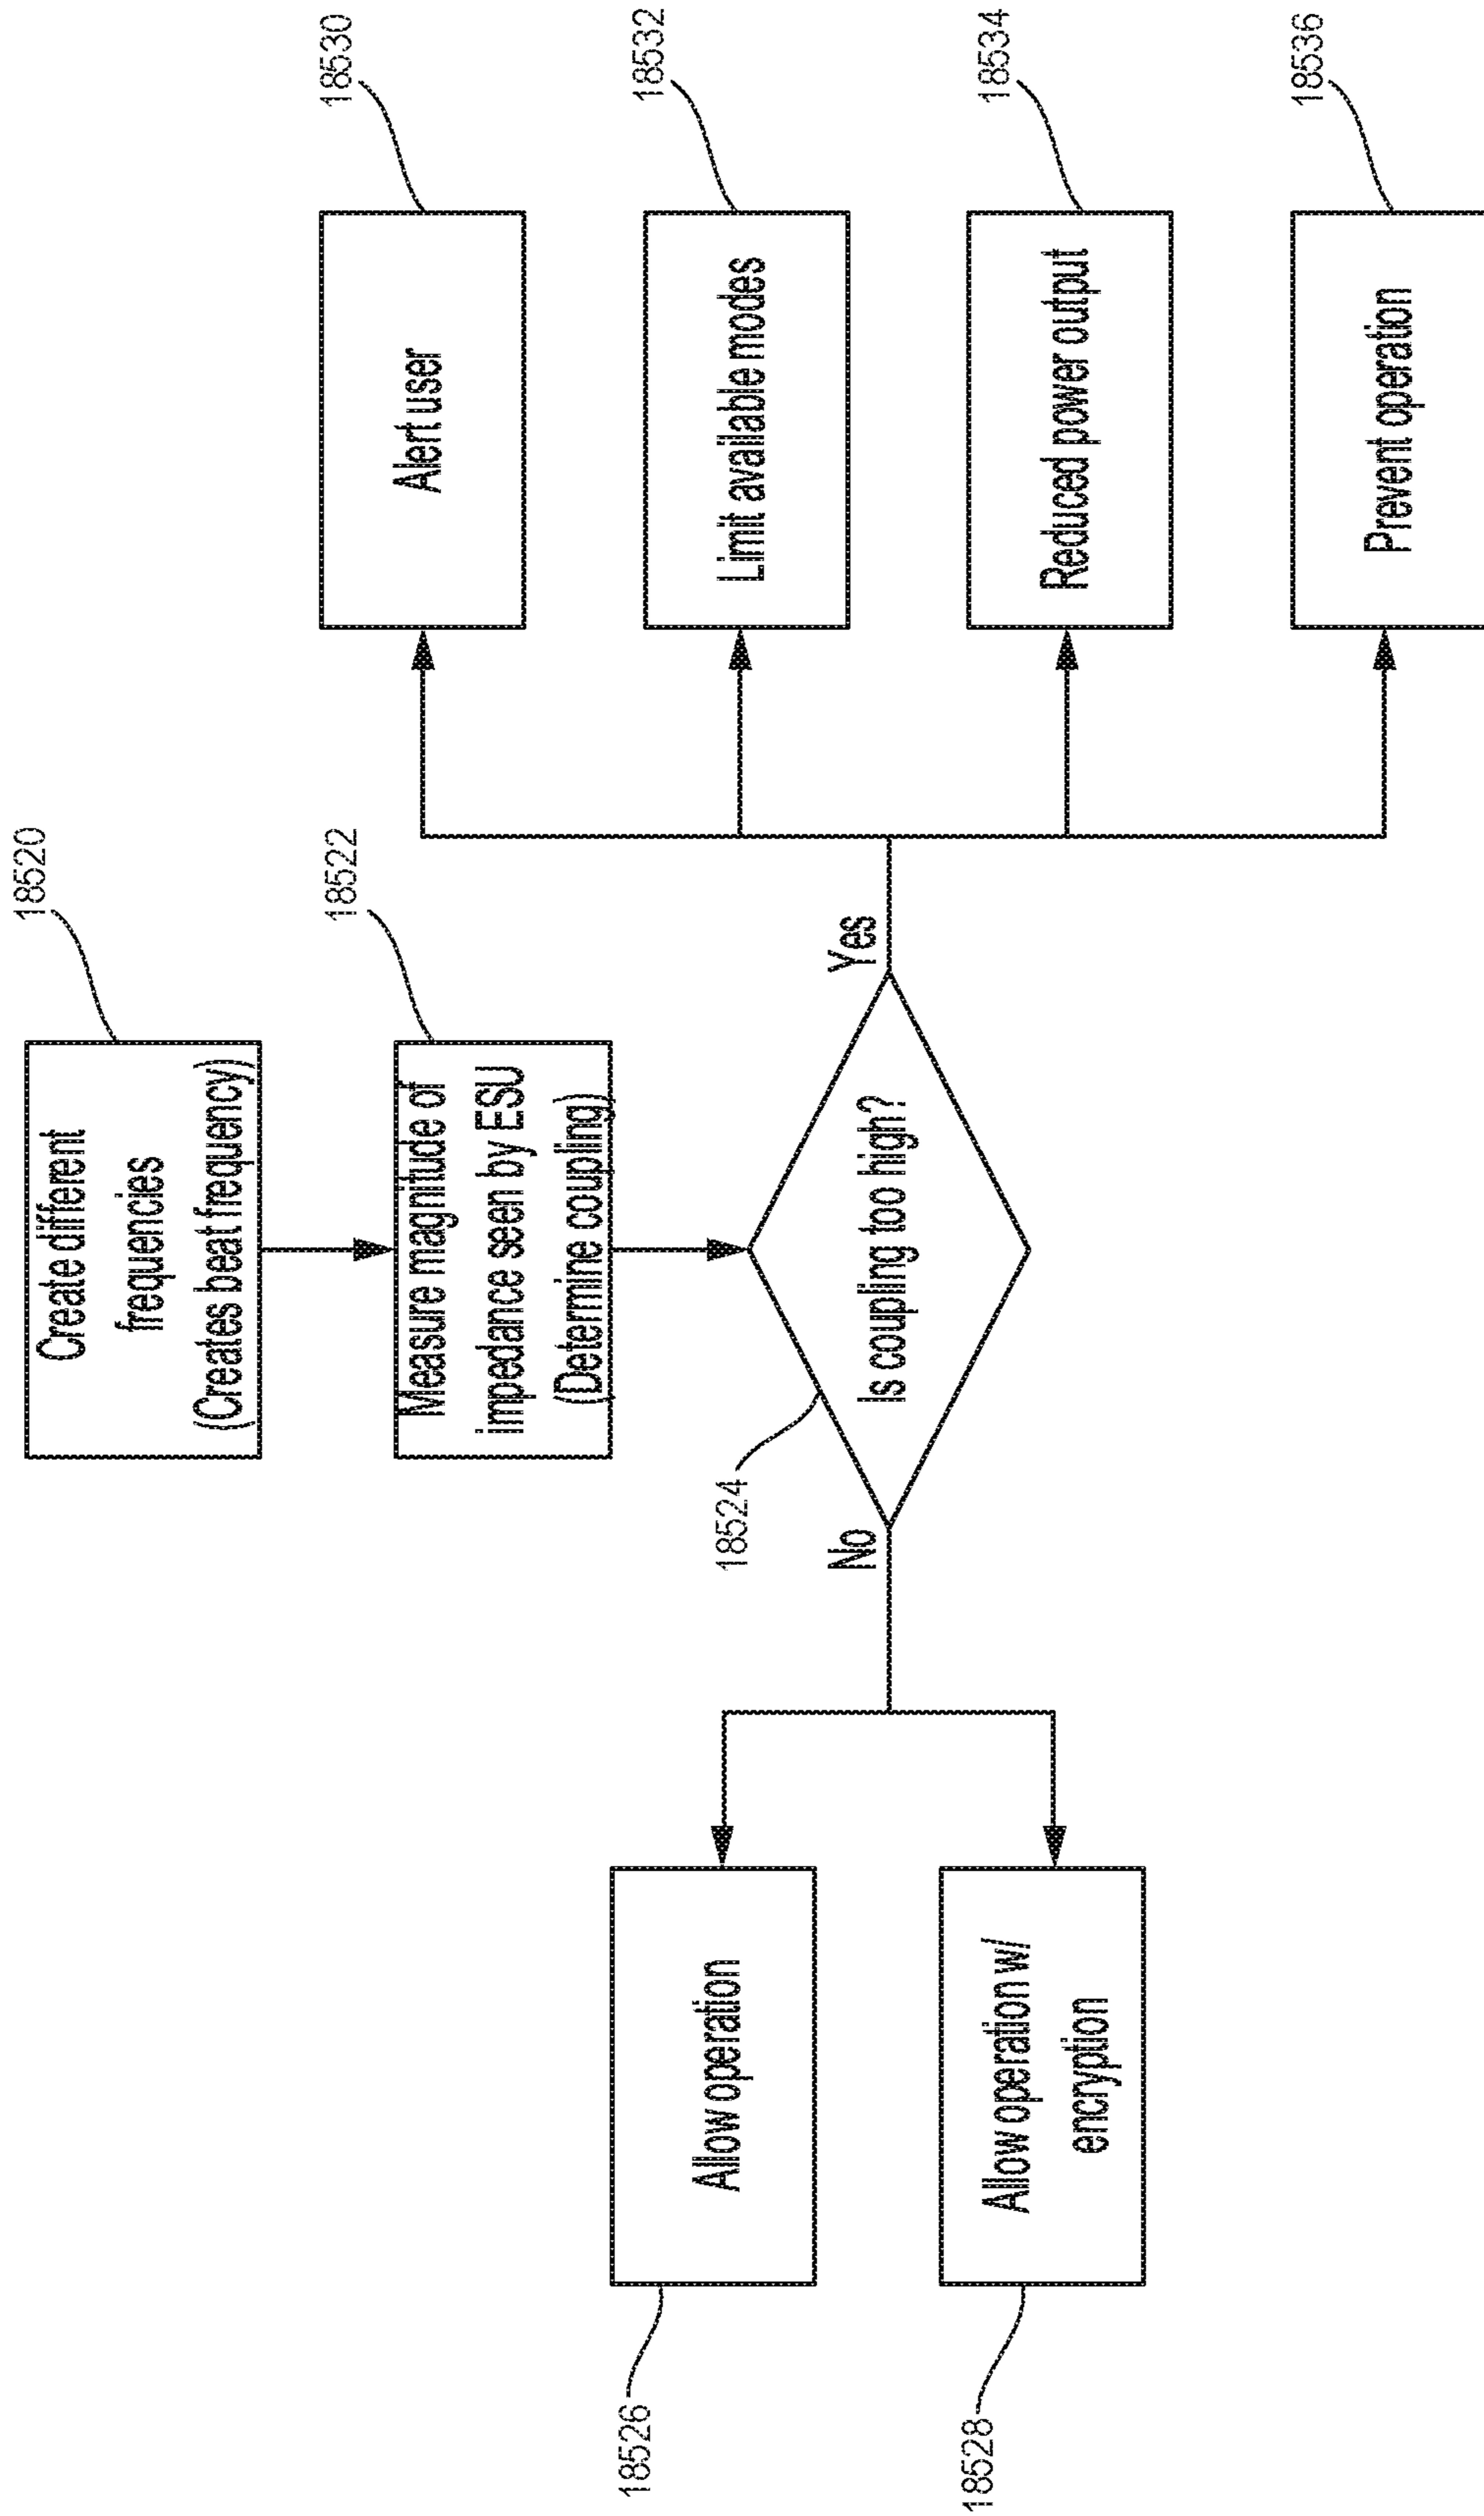 18520
Create different
frequencies
(Creates beat frequency)
18522
Measure magnitude of
impedance seen by ESU
(Determine coupling)
18524
Is coupling too high?
No
Yes
18526
Allow operation
18528
Allow operation w/
encryption
18530
Alert user
18532
Limit available modes
18534
Reduced power output
18536
Prevent operation